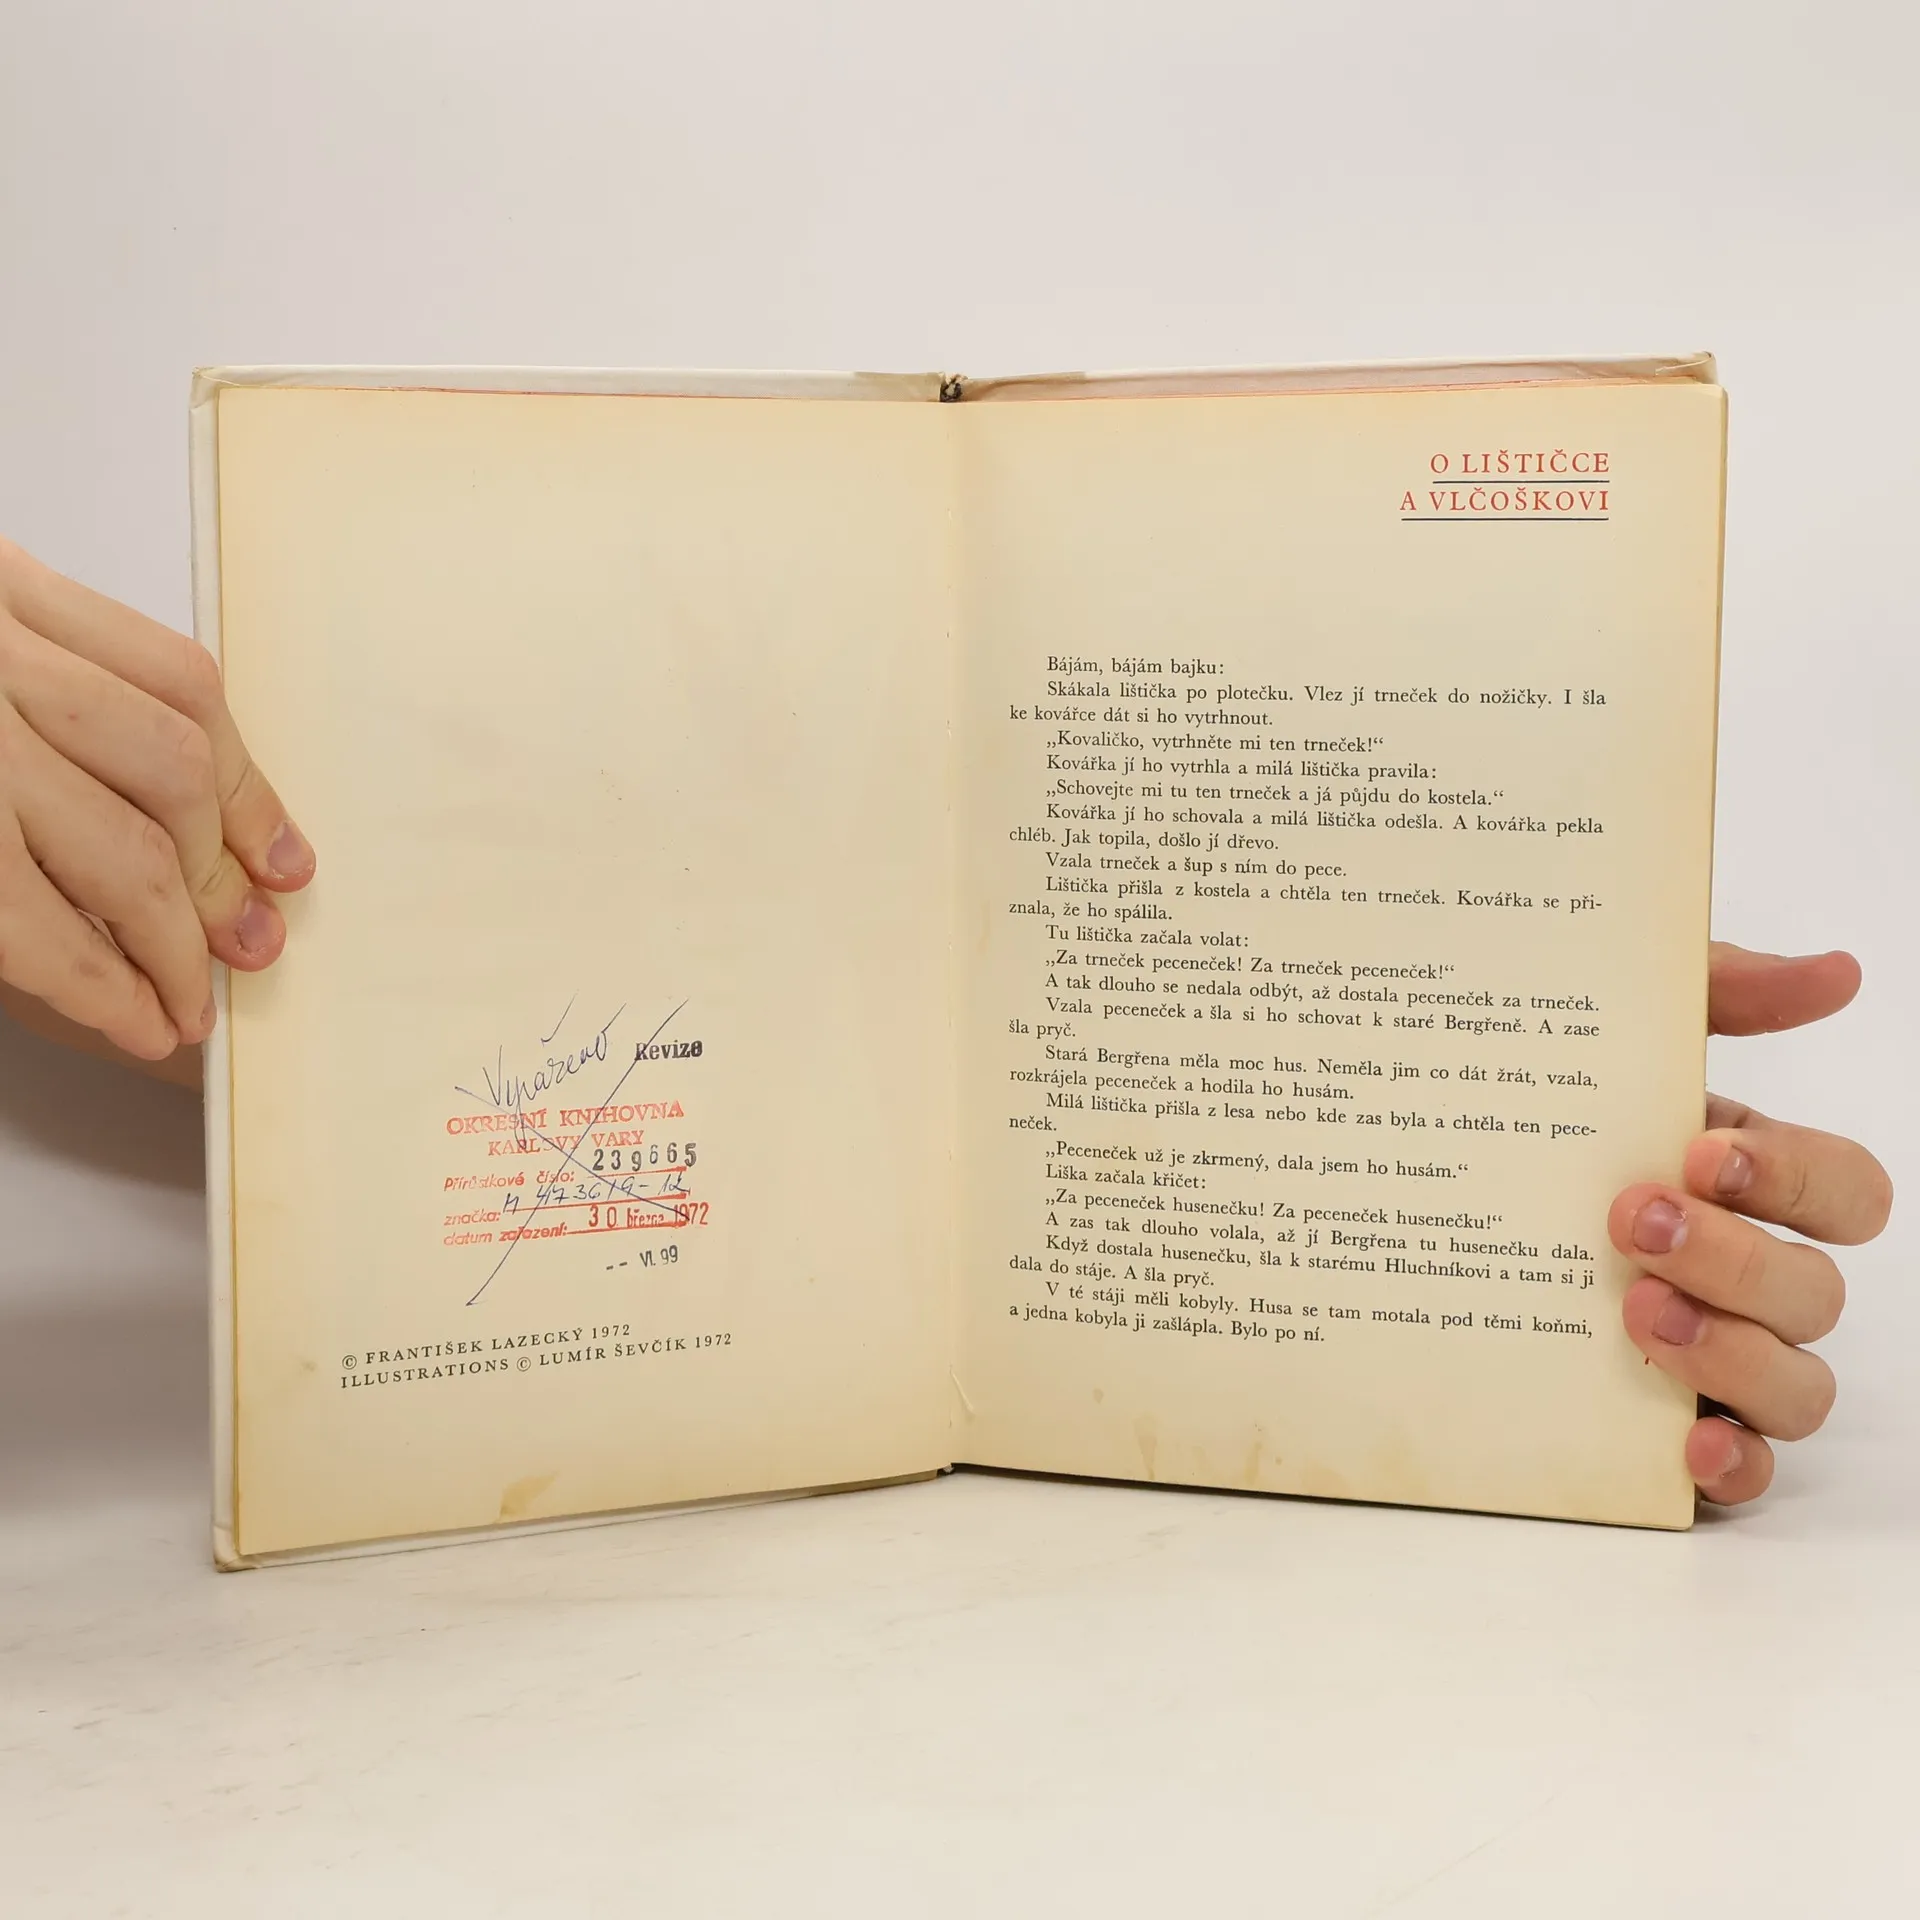 Vyřazeno
Revize
OKRESNÍ KNIHOVNA
KARLOVY VARY
Přírůstkové číslo: 239665
značka: M 473619-12
datum zařazení: 30. března 1972
-- VI. 99
© FRANTIŠEK LAZECKÝ 1972
ILLUSTRATIONS © LUMÍR ŠEVČÍK 1972
O LIŠTIČCE
A VLČOŠKOVI
Bájám, bájám bajku:
Skákala lištička po plotečku. Vlez jí trneček do nožičky. I šla
ke kovářce dát si ho vytrhnout.
„Kovaličko, vytrhněte mi ten trneček!“
Kovářka jí ho vytrhla a milá lištička pravila:
„Schovejte mi tu ten trneček a já půjdu do kostela.“
Kovářka jí ho schovala a milá lištička odešla. A kovářka pekla
chléb. Jak topila, došlo jí dřevo.
Vzala trneček a šup s ním do pece.
Lištička přišla z kostela a chtěla ten trneček. Kovářka se při-
znala, že ho spálila.
Tu lištička začala volat:
„Za trneček peceneček! Za trneček peceneček!“
A tak dlouho se nedala odbýt, až dostala peceneček za trneček.
Vzala peceneček a šla si ho schovat k staré Bergřeně. A zase
šla pryč.
Stará Bergřena měla moc hus. Neměla jim co dát žrát, vzala,
rozkrájela peceneček a hodila ho husám.
Milá lištička přišla z lesa nebo kde zas byla a chtěla ten pece-
neček.
„Peceneček už je zkrmený, dala jsem ho husám.“
Liška začala křičet:
„Za peceneček husenečku! Za peceneček husenečku!“
A zas tak dlouho volala, až jí Bergřena tu husenečku dala.
Když dostala husenečku, šla k starému Hluchníkovi a tam si ji
dala do stáje. A šla pryč.
V té stáji měli kobyly. Husa se tam motala pod těmi koňmi,
a jedna kobyla ji zašlápla. Bylo po ní.